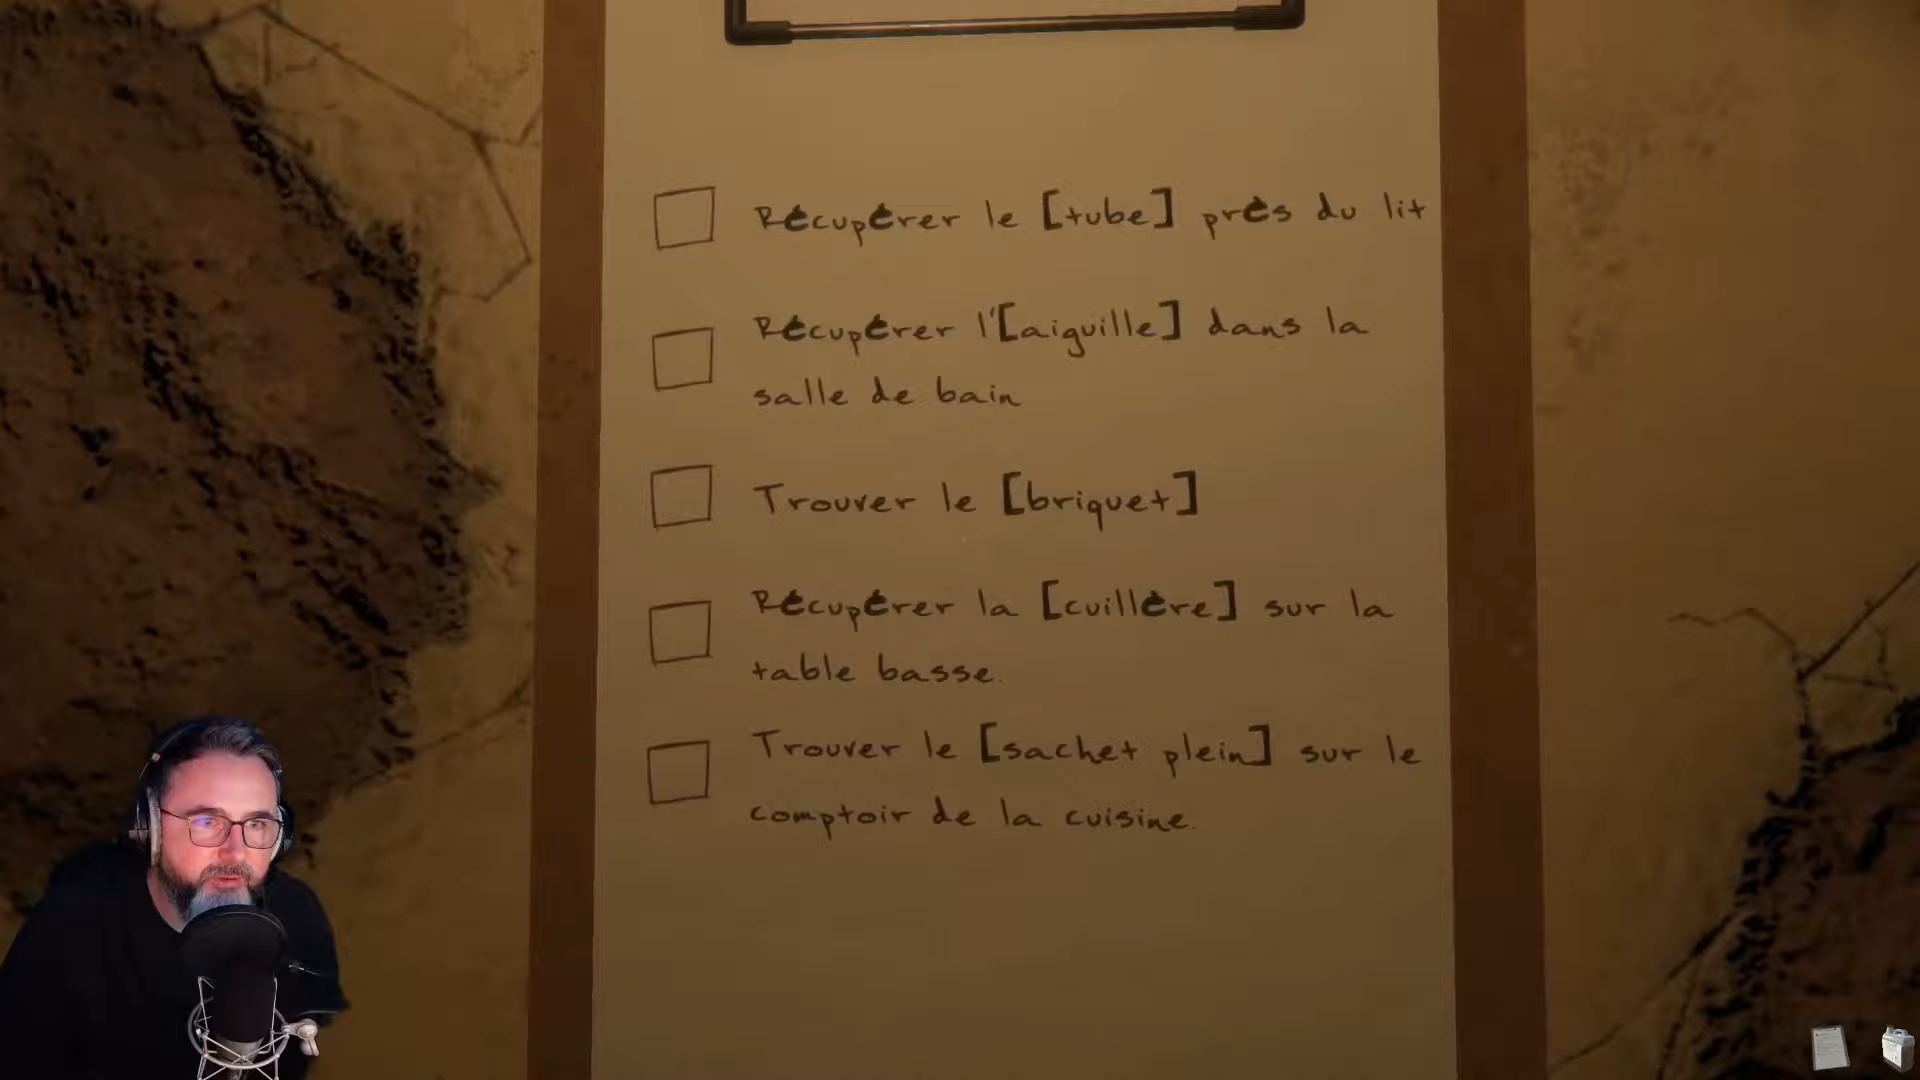 Récupérer le [tube] près du lit
Récupérer l'[aiguille] dans la
salle de bain
Trouver le [briquet]
Récupérer la [cuillère] sur la
table basse.
Trouver le [sachet plein] sur le
comptoir de la cuisine.